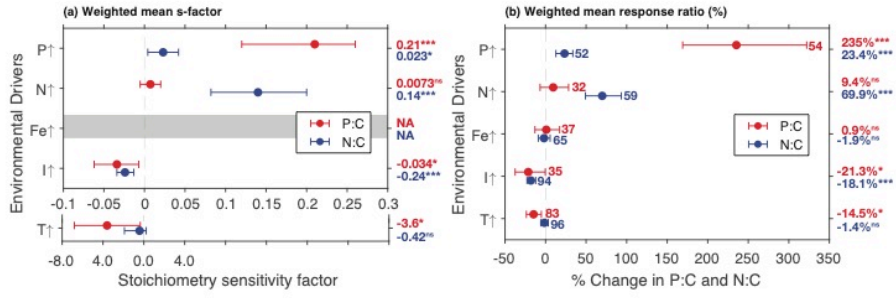 (a) Weighted mean s-factor
Environmental Drivers
P↑
N↑
Fe↑
I↑
T↑
0.21***
0.023*
0.0073ns
0.14***
NA
NA
-0.034*
-0.24***
-3.6*
-0.42ns
P:C
N:C
-0.1 -0.1 0 0.1 0.15 0.2 0.3
-8.0 4.0 0.0 4.0
Stoichiometry sensitivity factor
(b) Weighted mean response ratio (%)
Environmental Drivers
P↑
N↑
Fe↑
I↑
T↑
54
52
32
59
37
65
35
94
83
96
235%***
23.4%***
9.4%ns
69.9%***
0.9%ns
-1.9%ns
-21.3%*
-18.1%***
-14.5%*
-1.4%ns
P:C
N:C
-50 0 50 100 150 200 250 300 350
% Change in P:C and N:C